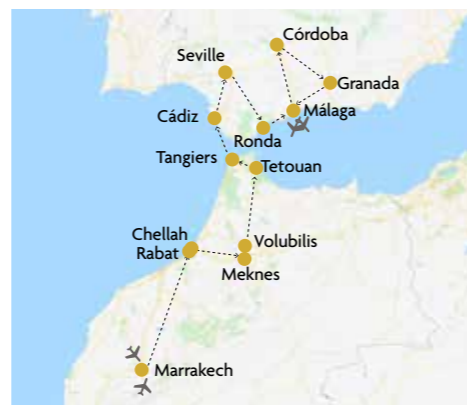 Córdoba
Seville
Granada
Cádiz
Málaga
Ronda
Tangiers
Tetouan
Chellah
Rabat
Volubilis
Meknes
Marrakech